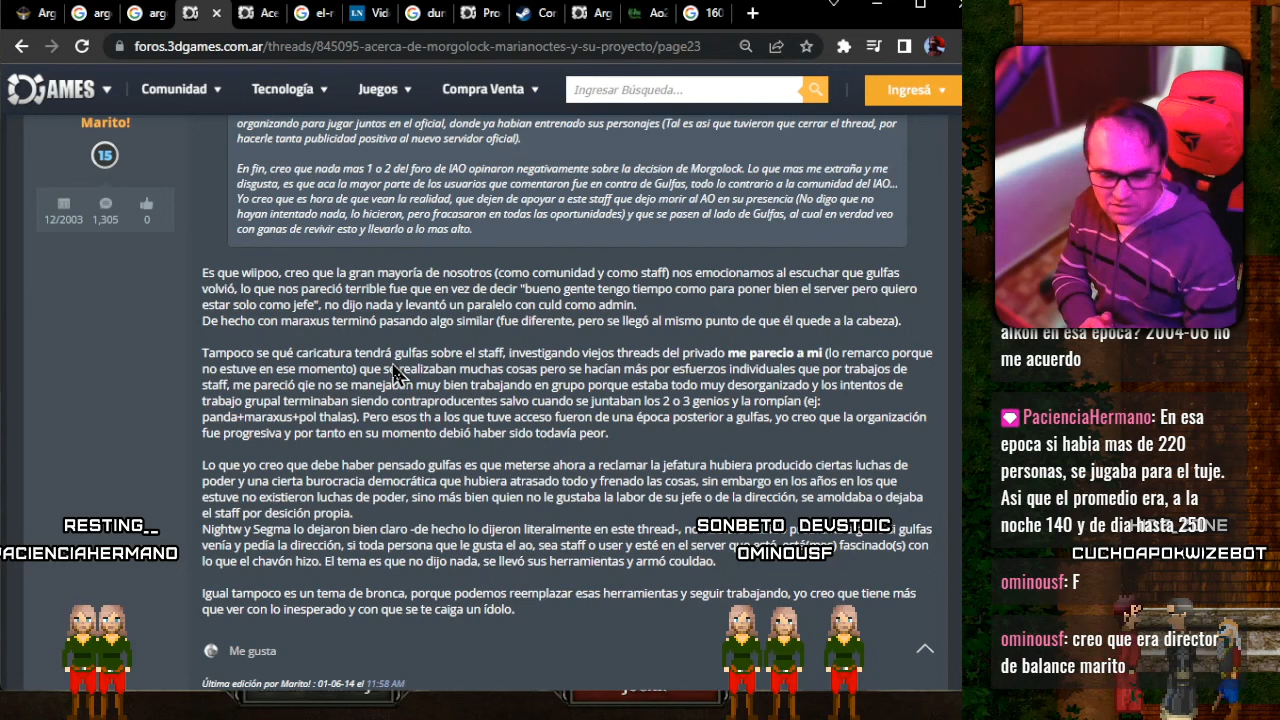 Arg
arg
arg
Ace
el-r
Vid
dur
Pro
Cor
Arg
Ao2
160
foros.3dgames.com.ar/threads/845095-acerca-de-morgolock-marianoctes-y-su-proyecto/page23
GAMES
Comunidad
Tecnología
Juegos
Compra Venta
Ingresar Búsqueda...
Ingresá
Marito!
15
12/2003
1,305
0
organizando para jugar juntos en el oficial, donde ya habian entrenado sus personajes (Tal es asi que tuvieron que cerrar el thread, por
hacerle tanta publicidad positiva al nuevo servidor oficial).
En fin, creo que nada mas 1 o 2 del foro de IAO opinaron negativamente sobre la decision de Morgolock. Lo que mas me extraña y me
disgusta, es que aca la mayor parte de los usuarios que comentaron fue en contra de Gulfas, todo lo contrario a la comunidad del IAO...
Yo creo que es hora de que vean la realidad, que dejen de apoyar a este staff que dejo morir al AO en su presencia (No digo que no
hayan intentado nada, lo hicieron, pero fracasaron en todas las oportunidades) y que se pasen al lado de Gulfas, al cual en verdad veo
con ganas de revivir esto y llevarlo a lo mas alto.
Es que wiipoo, creo que la gran mayoría de nosotros (como comunidad y como staff) nos emocionamos al escuchar que gulfas
volvió, lo que nos pareció terrible fue que en vez de decir "bueno gente tengo tiempo como para poner bien el server pero quiero
estar solo como jefe", no dijo nada y levantó un paralelo con culd como admin.
De hecho con maraxus terminó pasando algo similar (fue diferente, pero se llegó al mismo punto de que él quede a la cabeza).
Tampoco se qué caricatura tendrá gulfas sobre el staff, investigando viejos threads del privado me parecio a mi (lo remarco porque
no estuve en ese momento) que se realizaban muchas cosas pero se hacían más por esfuerzos individuales que por trabajos de
staff, me pareció qie no se manejaban muy bien trabajando en grupo porque estaba todo muy desorganizado y los intentos de
trabajo grupal terminaban siendo contraproducentes salvo cuando se juntaban los 2 o 3 genios y la rompían (ej:
panda+maraxus+pol thalas). Pero esos th a los que tuve acceso fueron de una época posterior a gulfas, yo creo que la organización
fue progresiva y por tanto en su momento debió haber sido todavía peor.
Lo que yo creo que debe haber pensado gulfas es que meterse ahora a reclamar la jefatura hubiera producido ciertas luchas de
poder y una cierta burocracia democrática que hubiera atrasado todo y frenado las cosas, sin embargo en los años en los que
estuve no existieron luchas de poder, sino más bien quien no le gustaba la labor de su jefe o de la dirección, se amoldaba o dejaba
el staff por desición propia.
Nightw y Segma lo dejaron bien claro -de hecho lo dijeron literalmente en este thread-, gulfas
venía y pedía la dirección, si toda persona que le gusta el ao, sea staff o user y esté en el server que fascinado(s) con
lo que el chavón hizo. El tema es que no dijo nada, se llevó sus herramientas y armó couldao.
Igual tampoco es un tema de bronca, porque podemos reemplazar esas herramientas y seguir trabajando, yo creo que tiene más
que ver con lo inesperado y con que se te caiga un ídolo.
Me gusta
Última edición por Marito! : 01-06-14 el 11:58 AM
RESTING_
PACIENCIAHERMANO
SONBETO DEVSTOIC
OMINOUSF
CUCHOAPOKWIZEBOT
alkon en esa epoca? 2004-06 no
me acuerdo
PacienciaHermano: En esa
epoca si habia mas de 220
personas, se jugaba para el tuje.
Asi que el promedio era, a la
noche 140 y de dia hasta 250
ominousf: F
ominousf: creo que era director
de balance marito